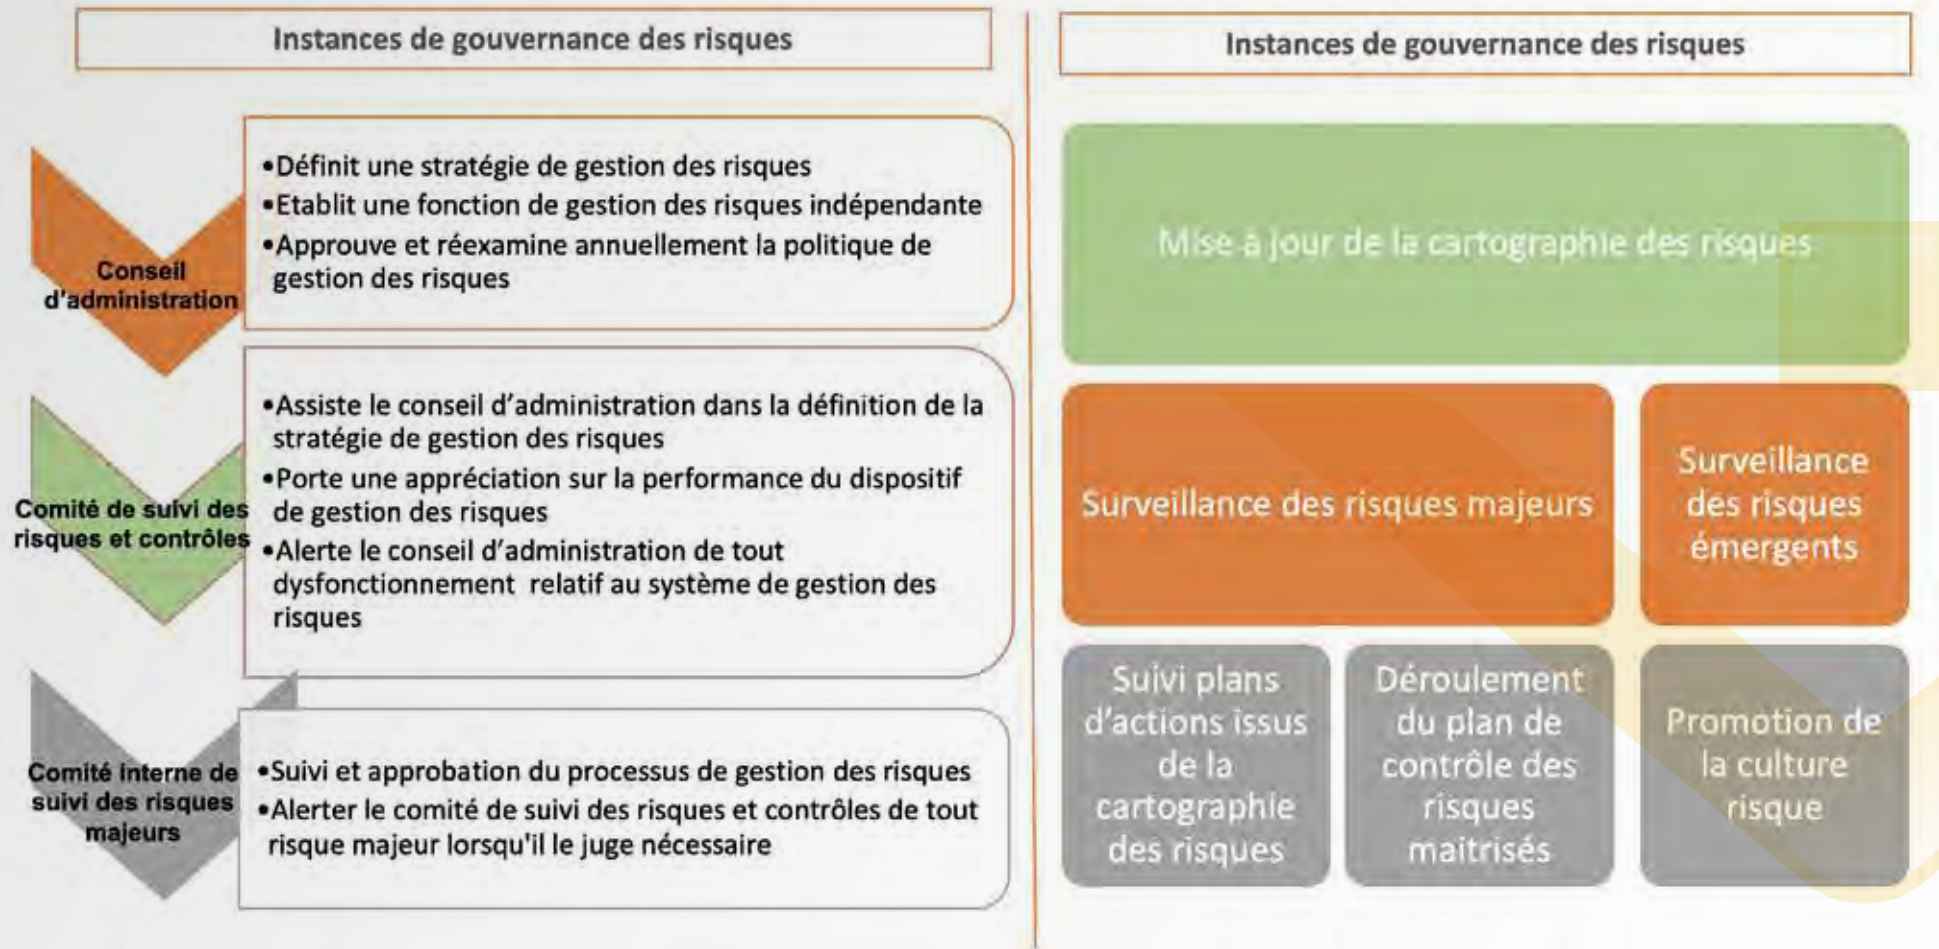 Instances de gouvernance des risques
Conseil
d'administration
•Définit une stratégie de gestion des risques
•Etablit une fonction de gestion des risques indépendante
•Approuve et réexamine annuellement la politique de
gestion des risques
Comité de suivi des
risques et contrôles
•Assiste le conseil d'administration dans la définition de la
stratégie de gestion des risques
•Porte une appréciation sur la performance du dispositif
de gestion des risques
•Alerte le conseil d'administration de tout
dysfonctionnement relatif au système de gestion des
risques
Comité interne de
suivi des risques
majeurs
•Suivi et approbation du processus de gestion des risques
•Alerter le comité de suivi des risques et contrôles de tout
risque majeur lorsqu'il le juge nécessaire
Instances de gouvernance des risques
Mise à jour de la cartographie des risques
Surveillance des risques majeurs
Surveillance
des risques
émergents
Suivi plans
d'actions issus
de la
cartographie
des risques
Déroulement
du plan de
contrôle des
risques
maitrisés
Promotion de
la culture
risque